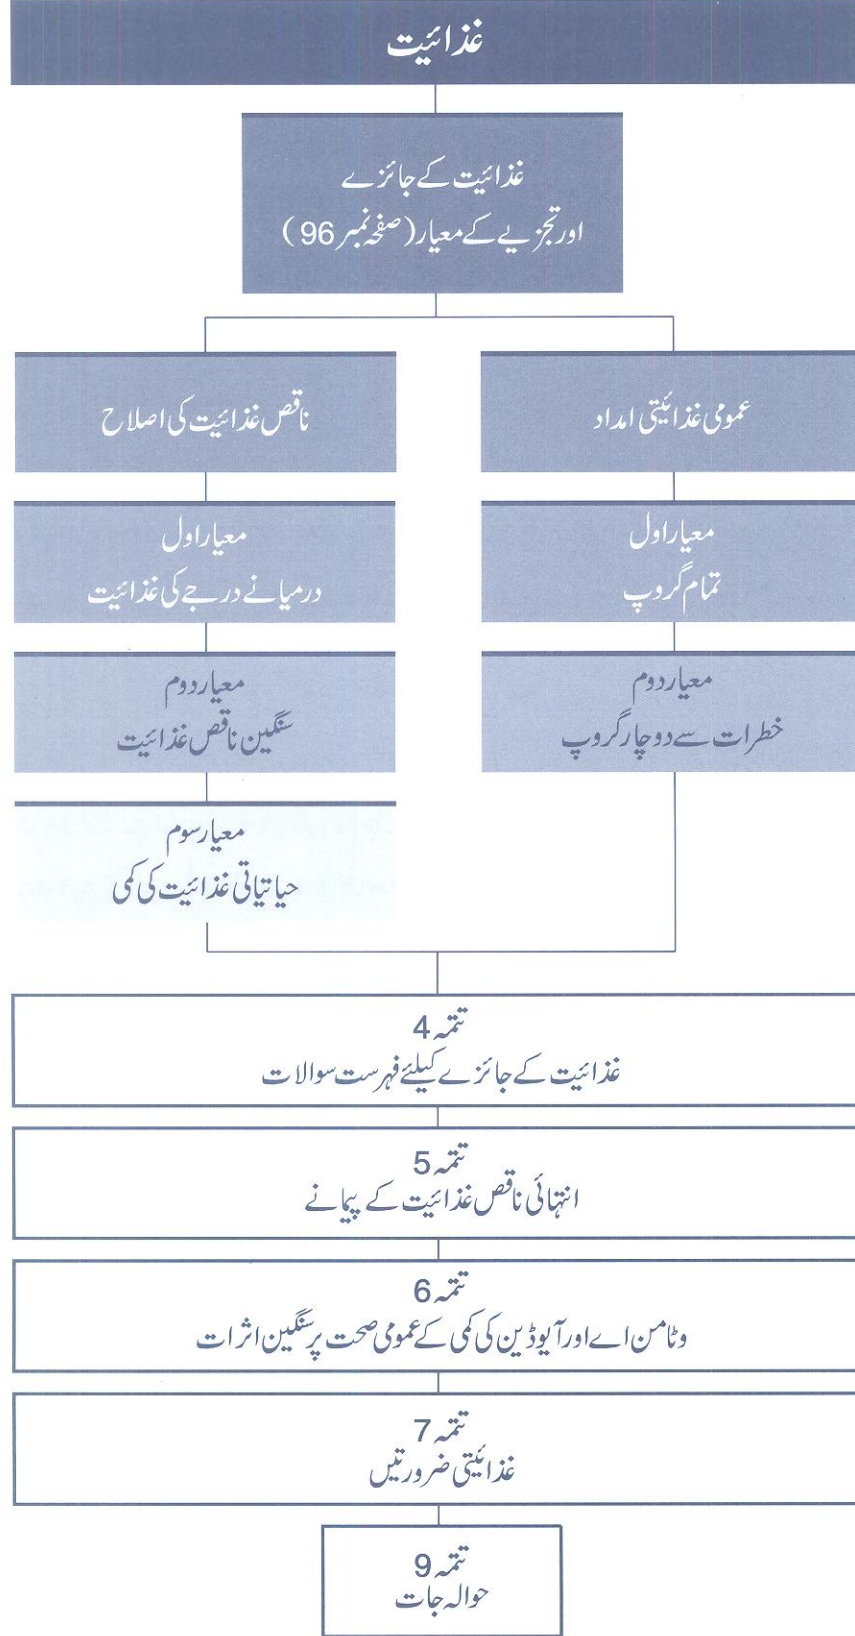 غذائیت
غذائیت کے جائزے
اور تجزیے کے معیار (صفحہ نمبر 96)
عمومی غذائیتی امداد
معیار اول
تمام گروپ
معیار دوم
خطرات سے دوچار گروپ
ناقص غذائیت کی اصلاح
معیار اول
درمیانے درجے کی غذائیت
معیار دوم
سنگین ناقص غذائیت
معیار سوم
حیاتیاتی غذائیت کی کمی
تتمہ 4
غذائیت کے جائزے کیلئے فہرست سوالات
تتمہ 5
انتہائی ناقص غذائیت کے پیمانے
تتمہ 6
وٹامن اے اور آیوڈین کی کمی کے عمومی صحت پر سنگین اثرات
تتمہ 7
غذائیتی ضرورتیں
تتمہ 9
حوالہ جات